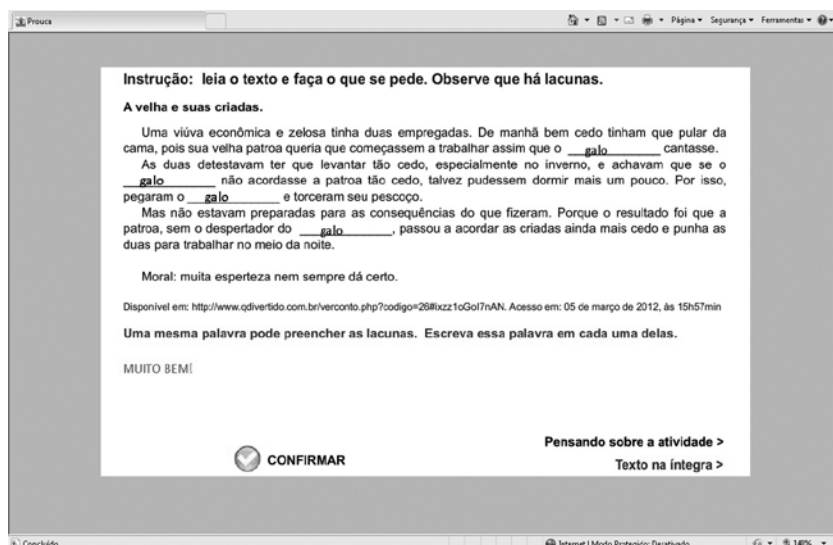 Prouca
Página Segurança Ferramentas
Instrução: leia o texto e faça o que se pede. Observe que há lacunas.
A velha e suas criadas.
Uma viúva econômica e zelosa tinha duas empregadas. De manhã bem cedo tinham que pular da
cama, pois sua velha patroa queria que começassem a trabalhar assim que o galo cantasse.
As duas detestavam ter que levantar tão cedo, especialmente no inverno, e achavam que se o
galo não acordasse a patroa tão cedo, talvez pudessem dormir mais um pouco. Por isso,
pegaram o galo e torceram seu pescoço.
Mas não estavam preparadas para as consequências do que fizeram. Porque o resultado foi que a
patroa, sem o despertador do galo, passou a acordar as criadas ainda mais cedo e punha as
duas para trabalhar no meio da noite.
Moral: muita esperteza nem sempre dá certo.
Disponível em: http://www.qdivertido.com.br/verconto.php?codigo=26#ixzz1oGoI7nAN. Acesso em: 05 de março de 2012, às 15h57min
Uma mesma palavra pode preencher as lacunas. Escreva essa palavra em cada uma delas.
MUITO BEM!
Pensando sobre a atividade >
CONFIRMAR
Texto na íntegra >
Concluído Internet | Modo Protegido: Desativado 140%